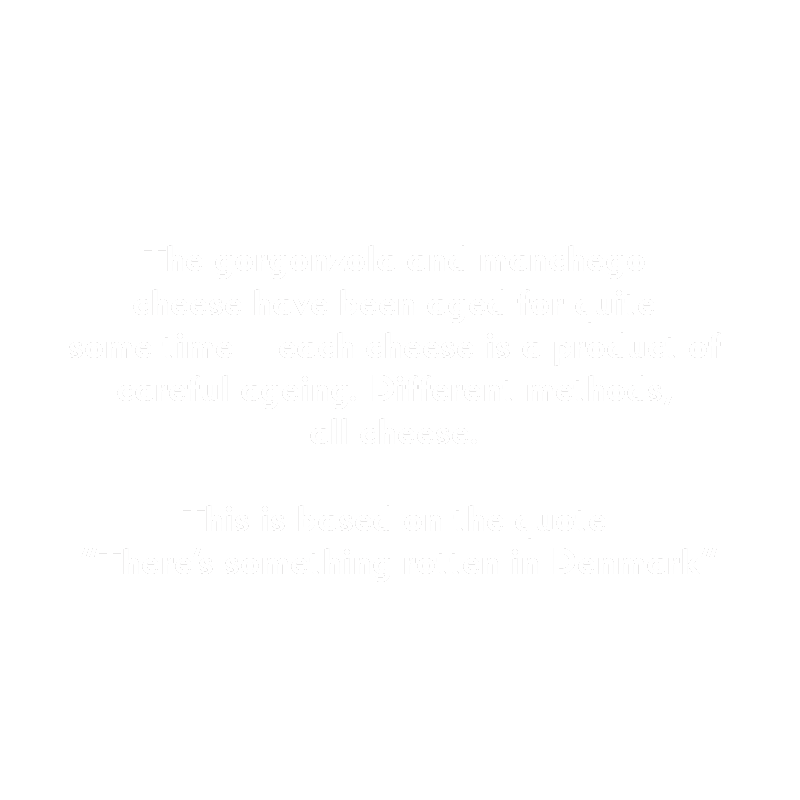 The gorgonzola and manchego
cheese have been aged for quite
some time – each cheese is a product of
careful ageing. Different methods,
all cheese.
This is based on the quote
“There’s something rotten in Denmark”